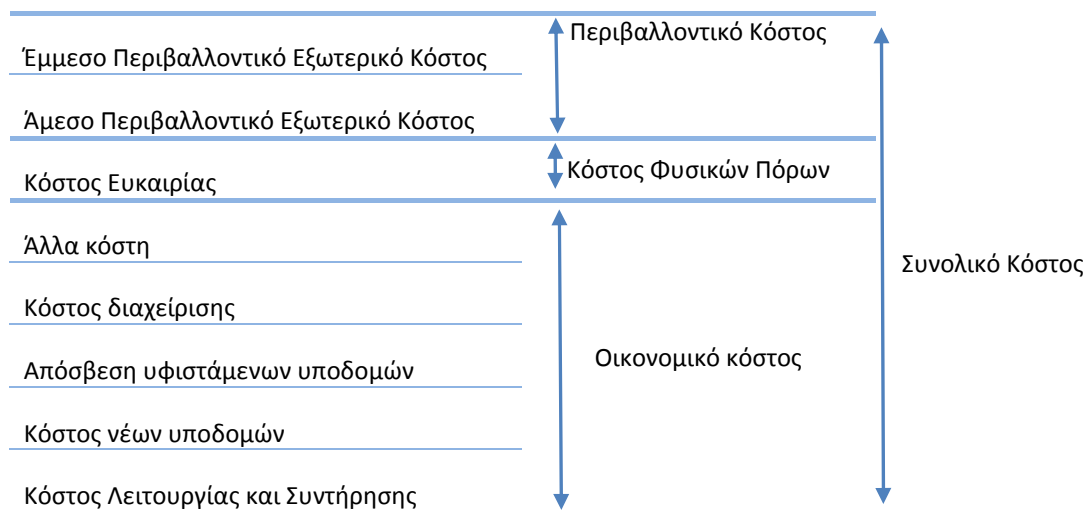 Περιβαλλοντικό Κόστος
Έμμεσο Περιβαλλοντικό Εξωτερικό Κόστος
Άμεσο Περιβαλλοντικό Εξωτερικό Κόστος
Κόστος Φυσικών Πόρων
Κόστος Ευκαιρίας
Άλλα κόστη
Συνολικό Κόστος
Κόστος διαχείρισης
Οικονομικό κόστος
Απόσβεση υφιστάμενων υποδομών
Κόστος νέων υποδομών
Κόστος Λειτουργίας και Συντήρησης